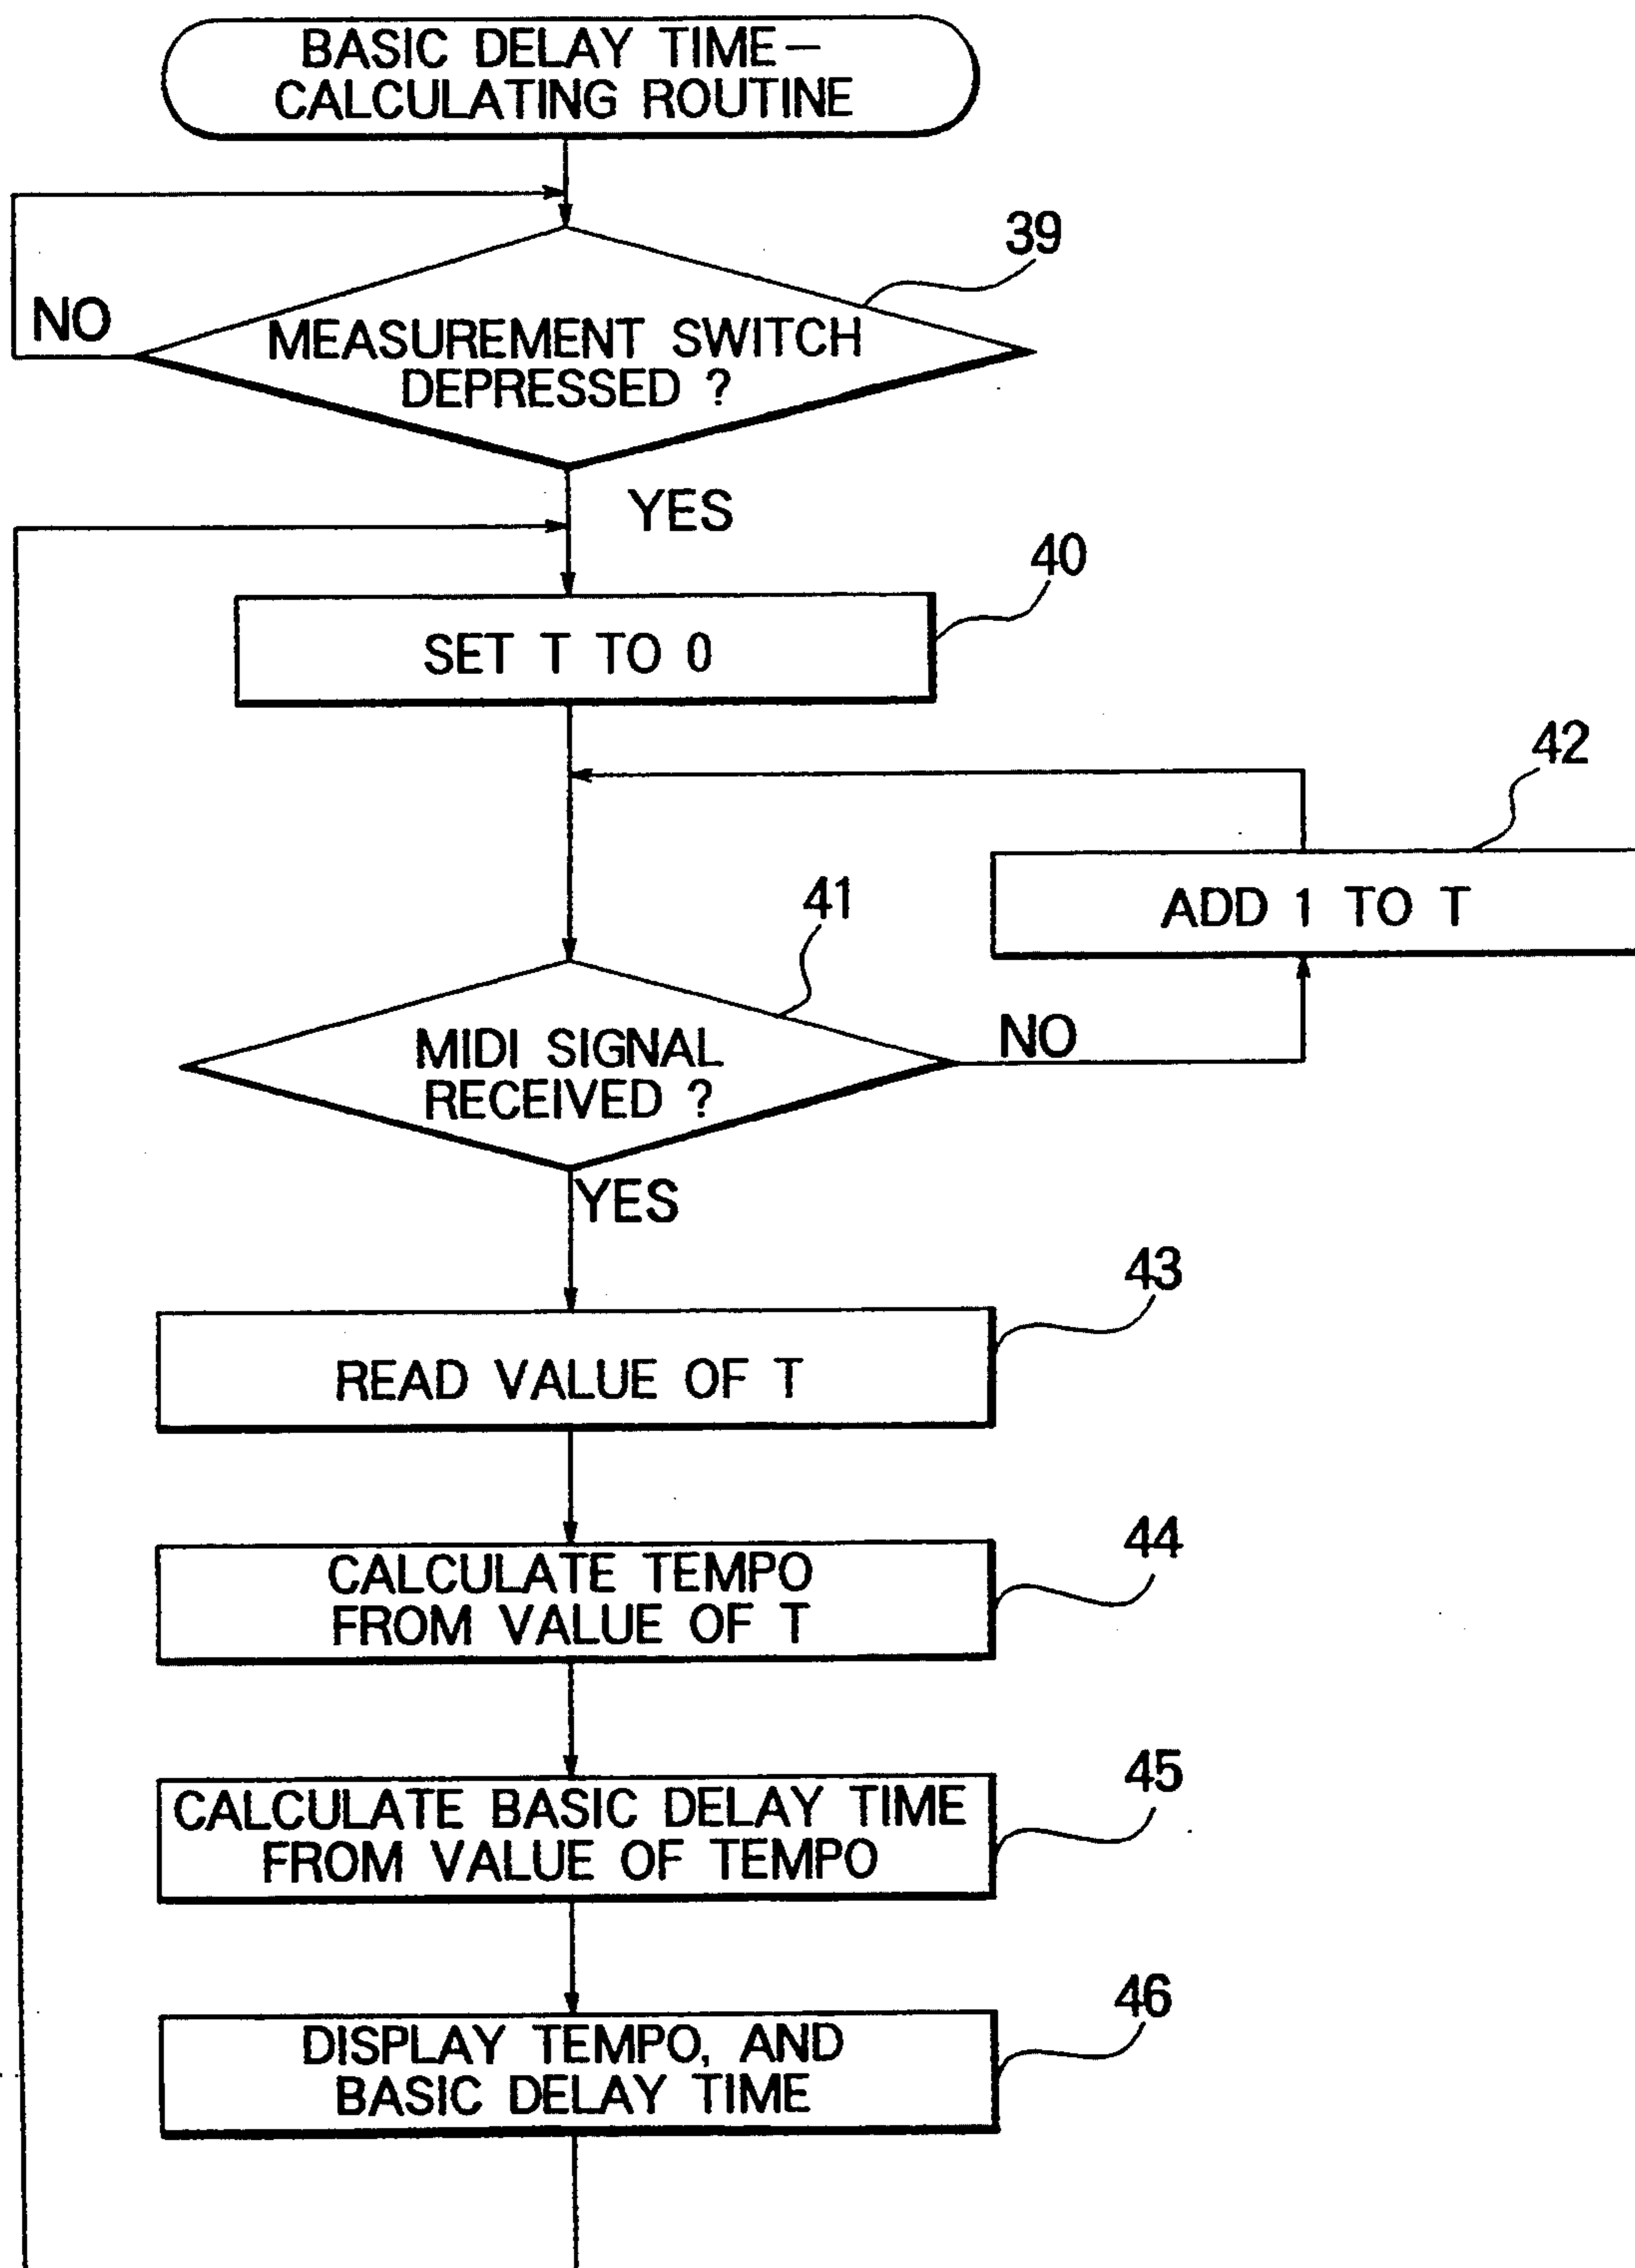 BASIC DELAY TIME—
CALCULATING ROUTINE
39
NO
MEASUREMENT SWITCH
DEPRESSED ?
YES
40
SET T TO 0
42
ADD 1 TO T
41
MIDI SIGNAL
RECEIVED ?
NO
YES
43
READ VALUE OF T
44
CALCULATE TEMPO
FROM VALUE OF T
45
CALCULATE BASIC DELAY TIME
FROM VALUE OF TEMPO
46
DISPLAY TEMPO, AND
BASIC DELAY TIME